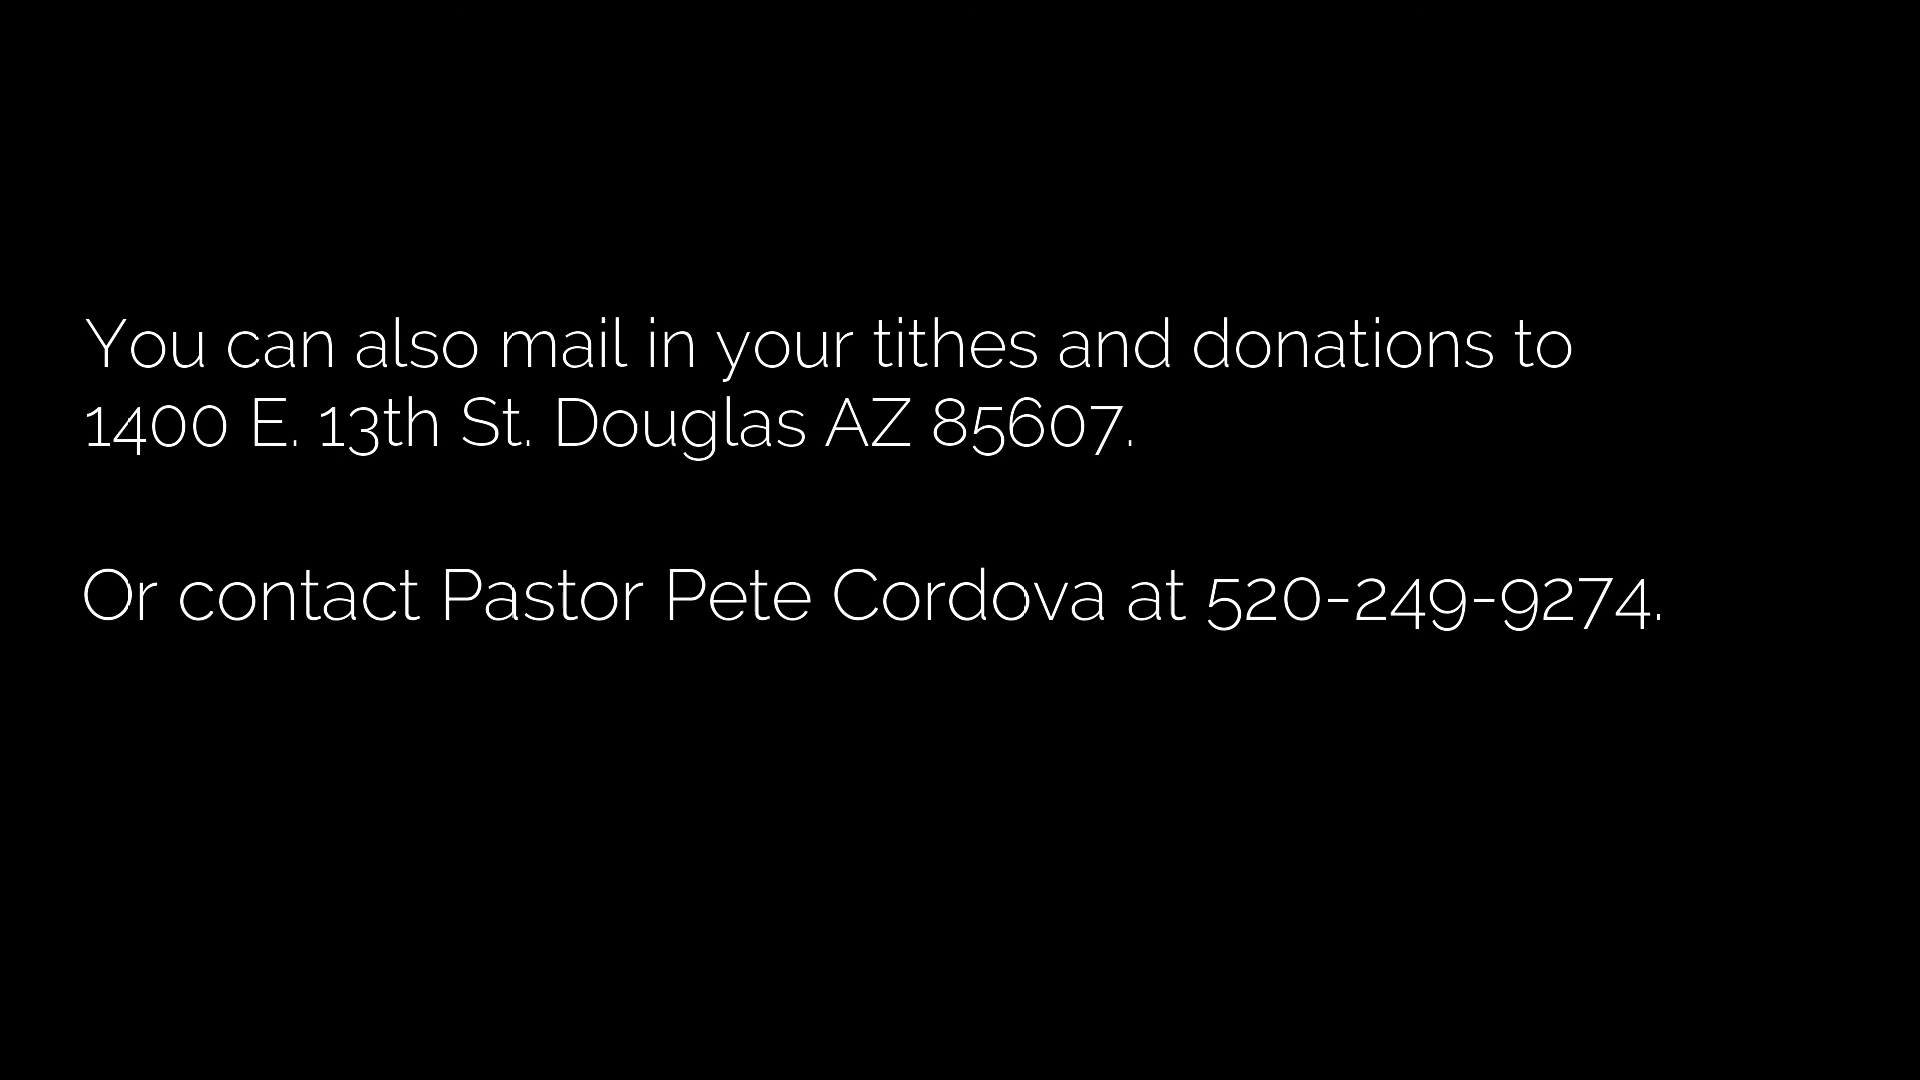 You can also mail in your tithes and donations to
1400 E. 13th St. Douglas AZ 85607.
Or contact Pastor Pete Cordova at 520-249-9274.